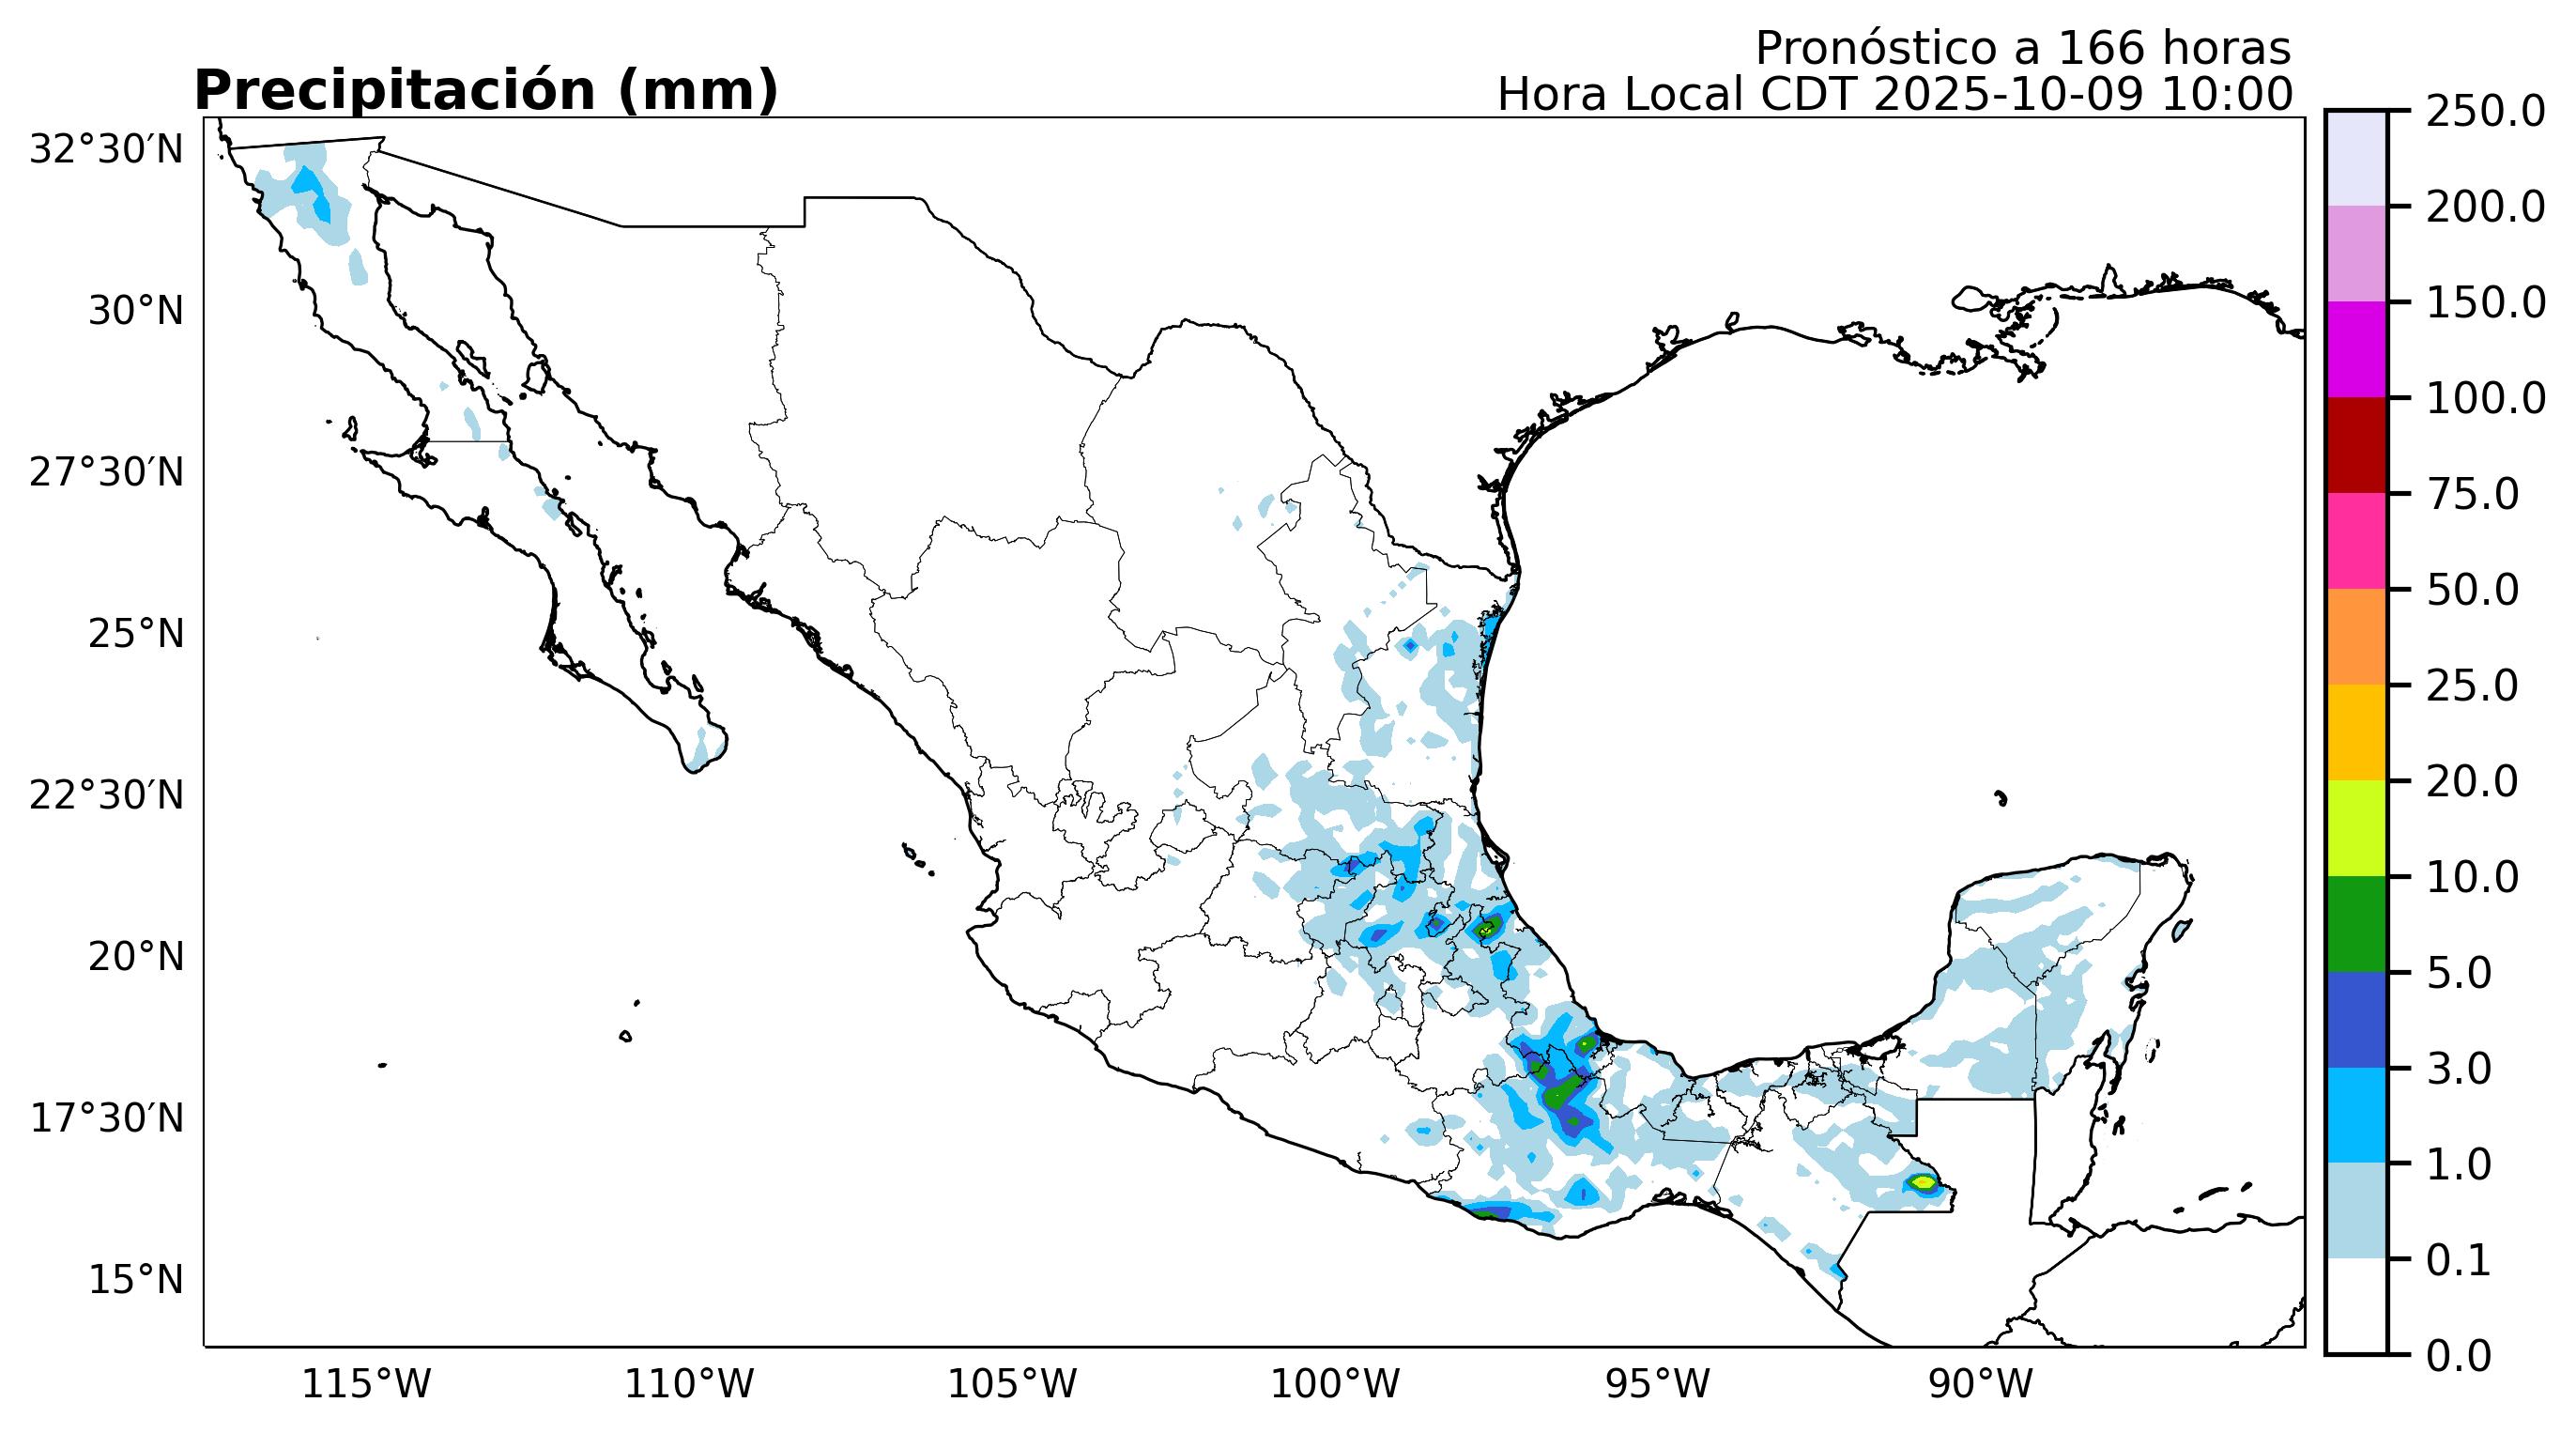 Pronóstico a 166 horas
Precipitación (mm)
Hora Local CDT 2025-10-09 10:00
32°30′N
30°N
27°30′N
25°N
22°30′N
20°N
17°30′N
15°N
115°W
110°W
105°W
100°W
95°W
90°W
250.0
200.0
150.0
100.0
75.0
50.0
25.0
20.0
10.0
5.0
3.0
1.0
0.1
0.0